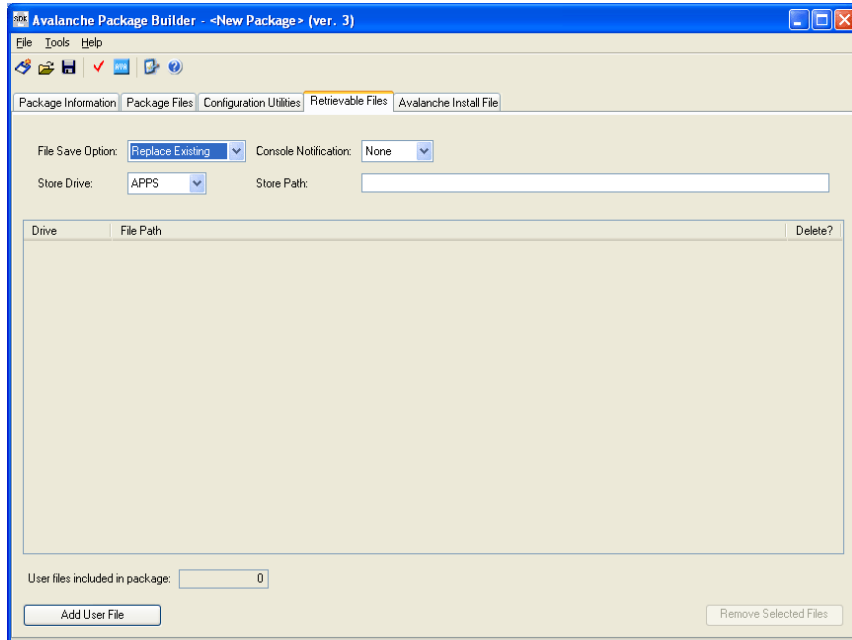 SDK Avalanche Package Builder - <New Package> (ver. 3)
File Tools Help
Package Information Package Files Configuration Utilities Retrievable Files Avalanche Install File
File Save Option: Replace Existing Console Notification: None
Store Drive: APPS Store Path:
Drive File Path Delete?
User files included in package: 0
Add User File Remove Selected Files